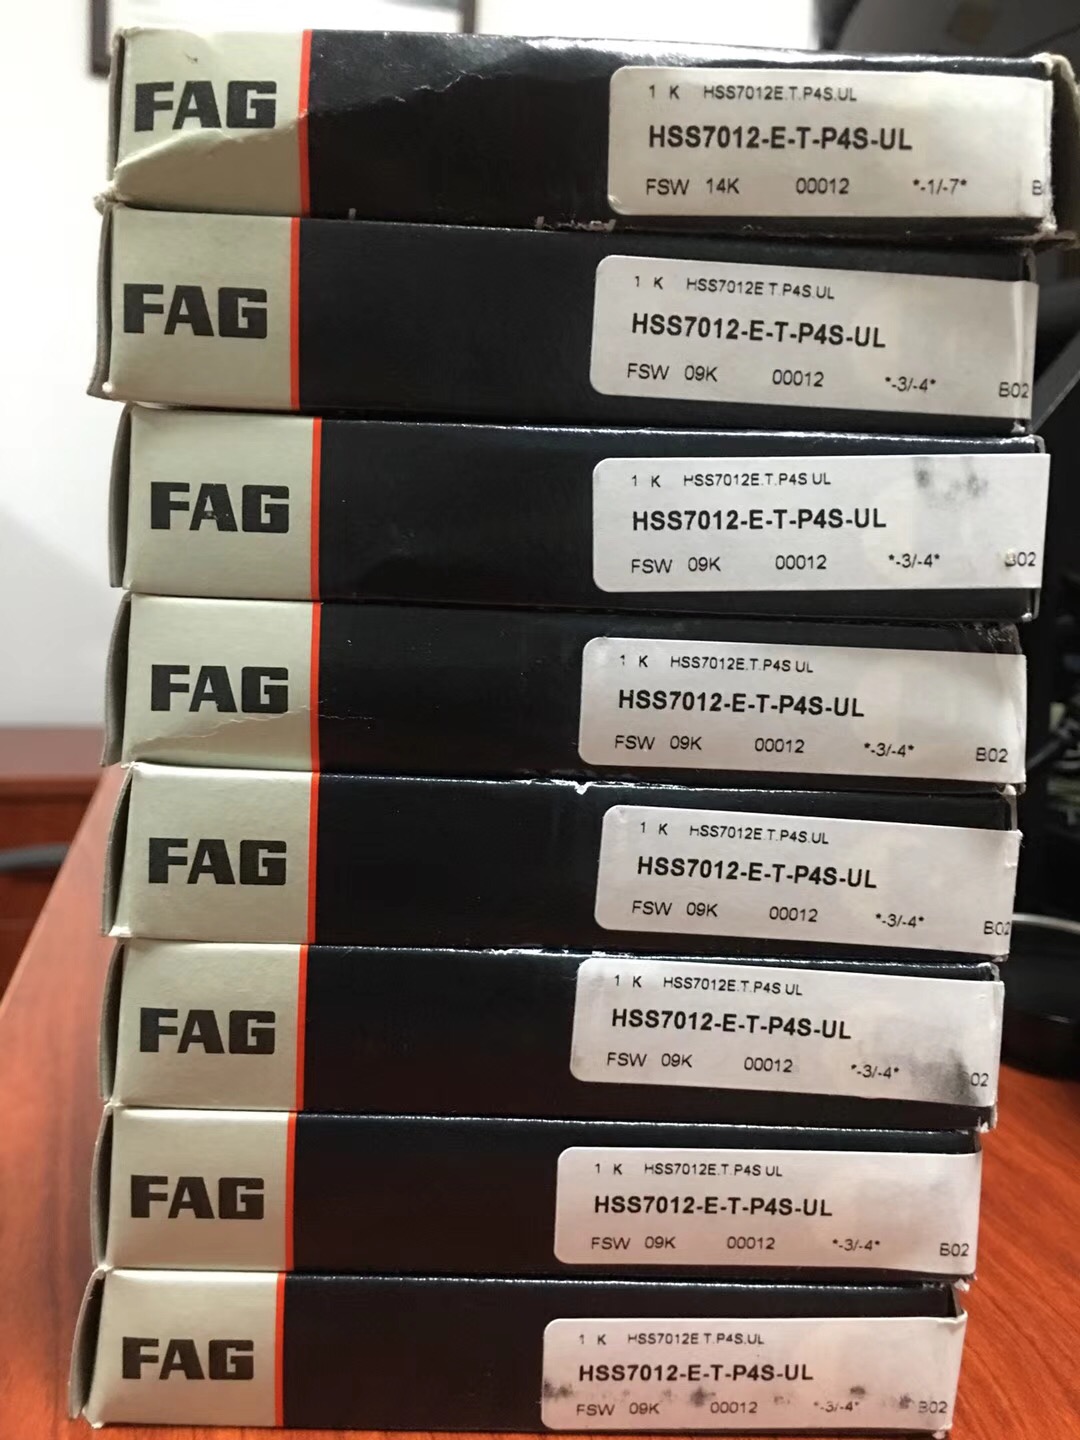 FAG
1 K HSS7012E.T.P4S.UL
HSS7012-E-T-P4S-UL
FSW 14K 00012 *-1/-7*
FAG
1 K HSS7012E.T.P4S.UL
HSS7012-E-T-P4S-UL
FSW 09K 00012 *-3/-4* B02
FAG
1 K HSS7012E.T.P4S.UL
HSS7012-E-T-P4S-UL
FSW 09K 00012 *-3/-4* B02
FAG
1 K HSS7012E.T.P4S.UL
HSS7012-E-T-P4S-UL
FSW 09K 00012 *-3/-4* B02
FAG
1 K HSS7012E.T.P4S.UL
HSS7012-E-T-P4S-UL
FSW 09K 00012 *-3/-4* B02
FAG
1 K HSS7012E.T.P4S.UL
HSS7012-E-T-P4S-UL
FSW 09K 00012 *-3/-4* 02
FAG
1 K HSS7012E.T.P4S.UL
HSS7012-E-T-P4S-UL
FSW 09K 00012 *-3/-4* B02
FAG
1 K HSS7012E.T.P4S.UL
HSS7012-E-T-P4S-UL
FSW 09K 00012 *-3/-4* B02